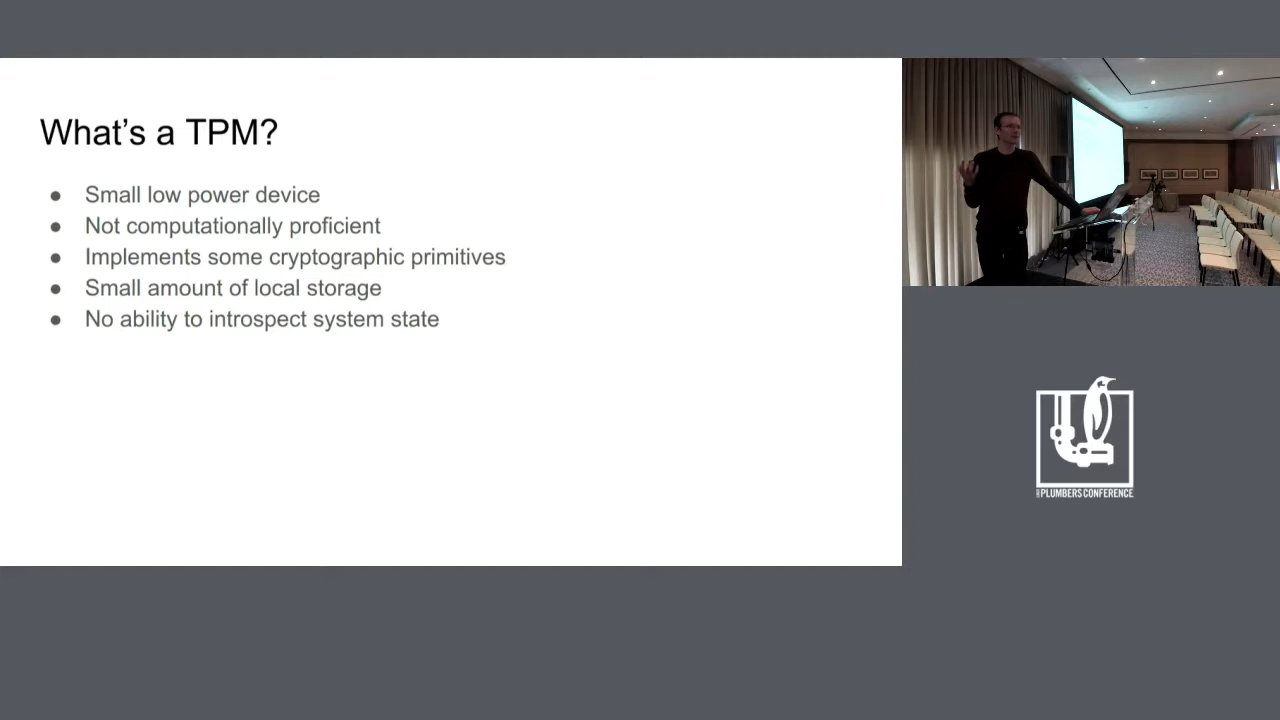 What's a TPM?
● Small low power device
● Not computationally proficient
● Implements some cryptographic primitives
● Small amount of local storage
● No ability to introspect system state
PLUMBERS CONFERENCE